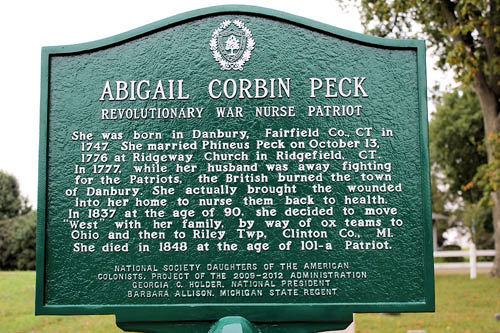 ABIGAIL CORBIN PECK
REVOLUTIONARY WAR NURSE PATRIOT
She was born in Danbury, Fairfield Co., CT in
1747. She married Phineus Peck on October 13,
1776 at Ridgeway Church in Ridgefield, CT.
In 1777, while her husband was away fighting
for the Patriots, the British burned the town
of Danbury. She actually brought the wounded
into her home to nurse them back to health.
In 1837 at the age of 90, she decided to move
"West" with her family, by way of ox teams to
Ohio and then to Riley Twp., Clinton Co., MI.
She died in 1848 at the age of 101-a Patriot.
NATIONAL SOCIETY DAUGHTERS OF THE AMERICAN
COLONISTS, PROJECT OF THE 2009-2012 ADMINISTRATION
GEORGIA C. HOLDER, NATIONAL PRESIDENT
BARBARA ALLISON, MICHIGAN STATE REGENT